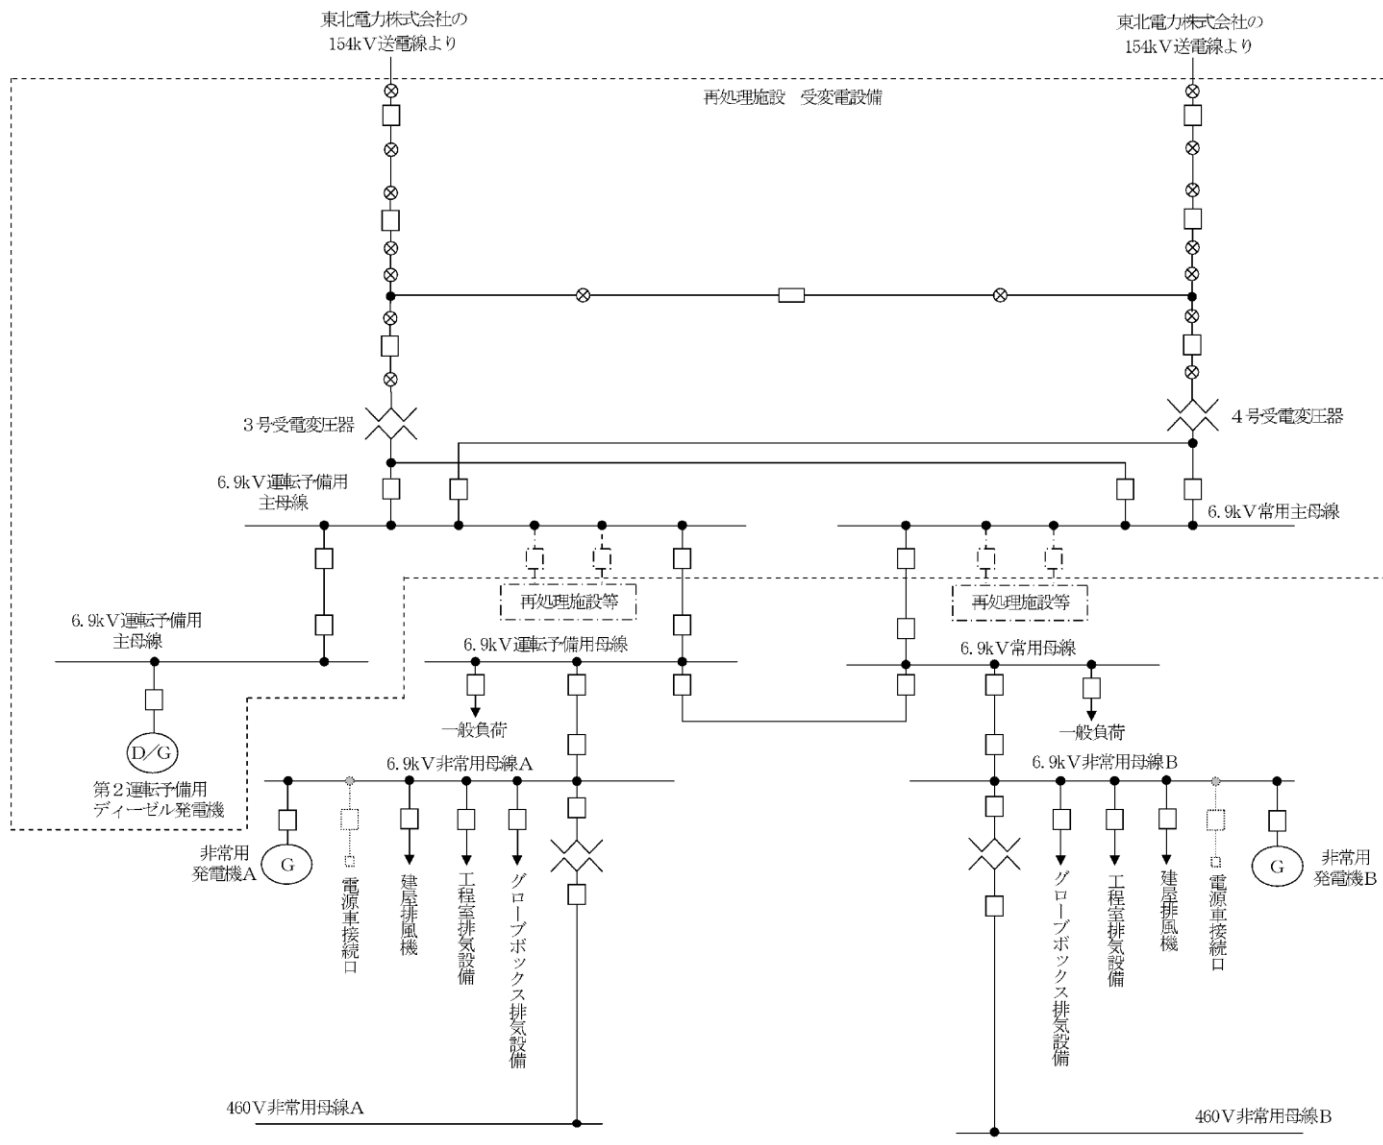 東北電力株式会社の
154kV送電線より
東北電力株式会社の
154kV送電線より
再処理施設　受変電設備
3号受電変圧器
4号受電変圧器
6.9kV運転予備用
主母線
6.9kV常用主母線
再処理施設等
再処理施設等
6.9kV運転予備用
主母線
6.9kV運転予備用母線
6.9kV常用母線
一般負荷
一般負荷
D/G
第2運転予備用
ディーゼル発電機
6.9kV非常用母線A
6.9kV非常用母線B
非常用
発電機A
G
G
非常用
発電機B
電源車接続口
建屋排風機
工程室排気設備
グローブボックス排気設備
グローブボックス排気設備
工程室排気設備
建屋排風機
電源車接続口
460V非常用母線A
460V非常用母線B